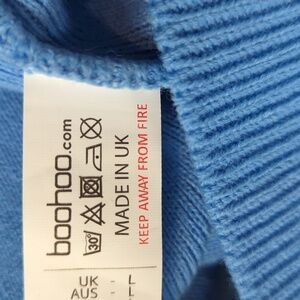 boohoo.com
30°
MADE IN UK
KEEP AWAY FROM FIRE
UK - L
AUS - L